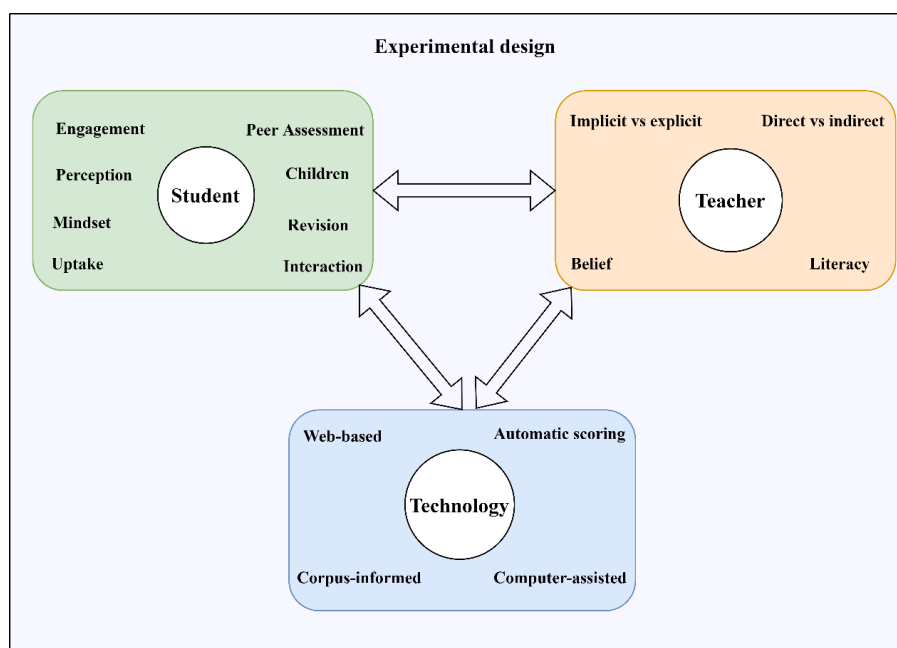 Experimental design
Engagement
Peer Assessment
Perception
Children
Student
Mindset
Revision
Uptake
Interaction
Implicit vs explicit
Direct vs indirect
Teacher
Belief
Literacy
Web-based
Automatic scoring
Technology
Corpus-informed
Computer-assisted